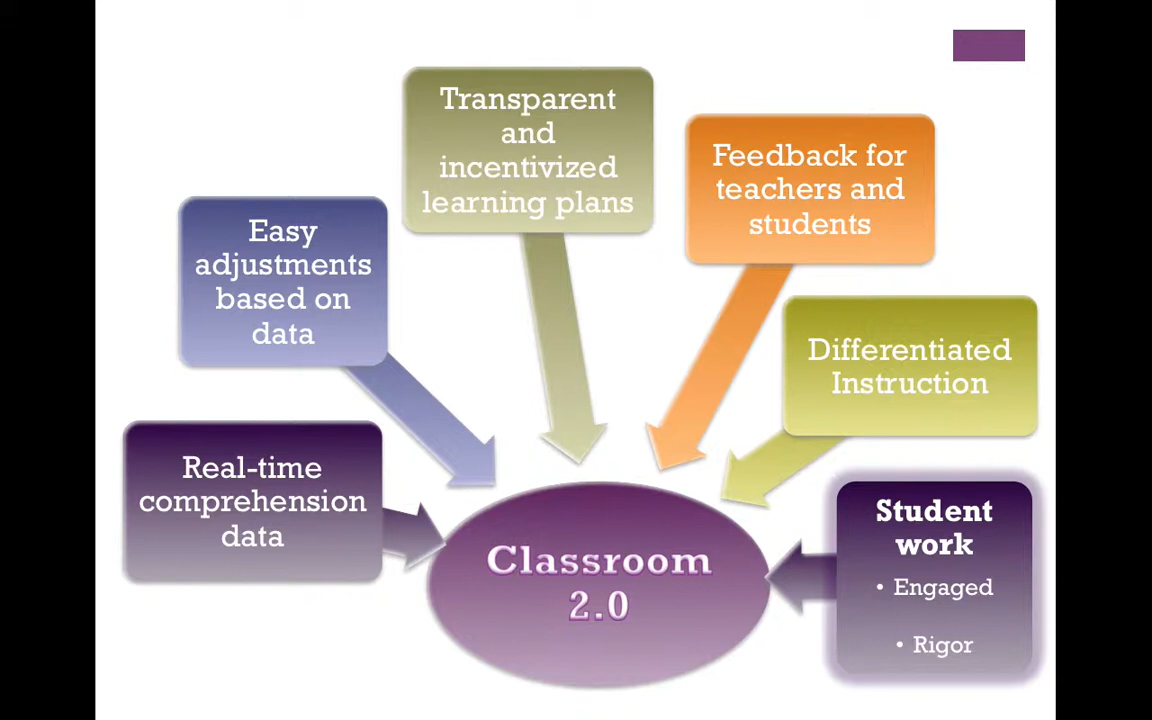 Transparent
and
incentivized
learning plans
Feedback for
teachers and
students
Easy
adjustments
based on
data
Differentiated
Instruction
Real-time
comprehension
data
Student
work
• Engaged
• Rigor
Classroom
2.0